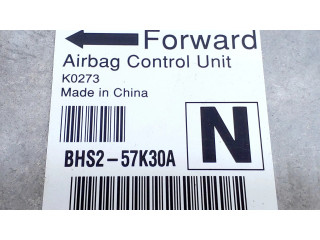 Forward
Airbag Control Unit
K0273
Made in China
BHS2-57K30A
N